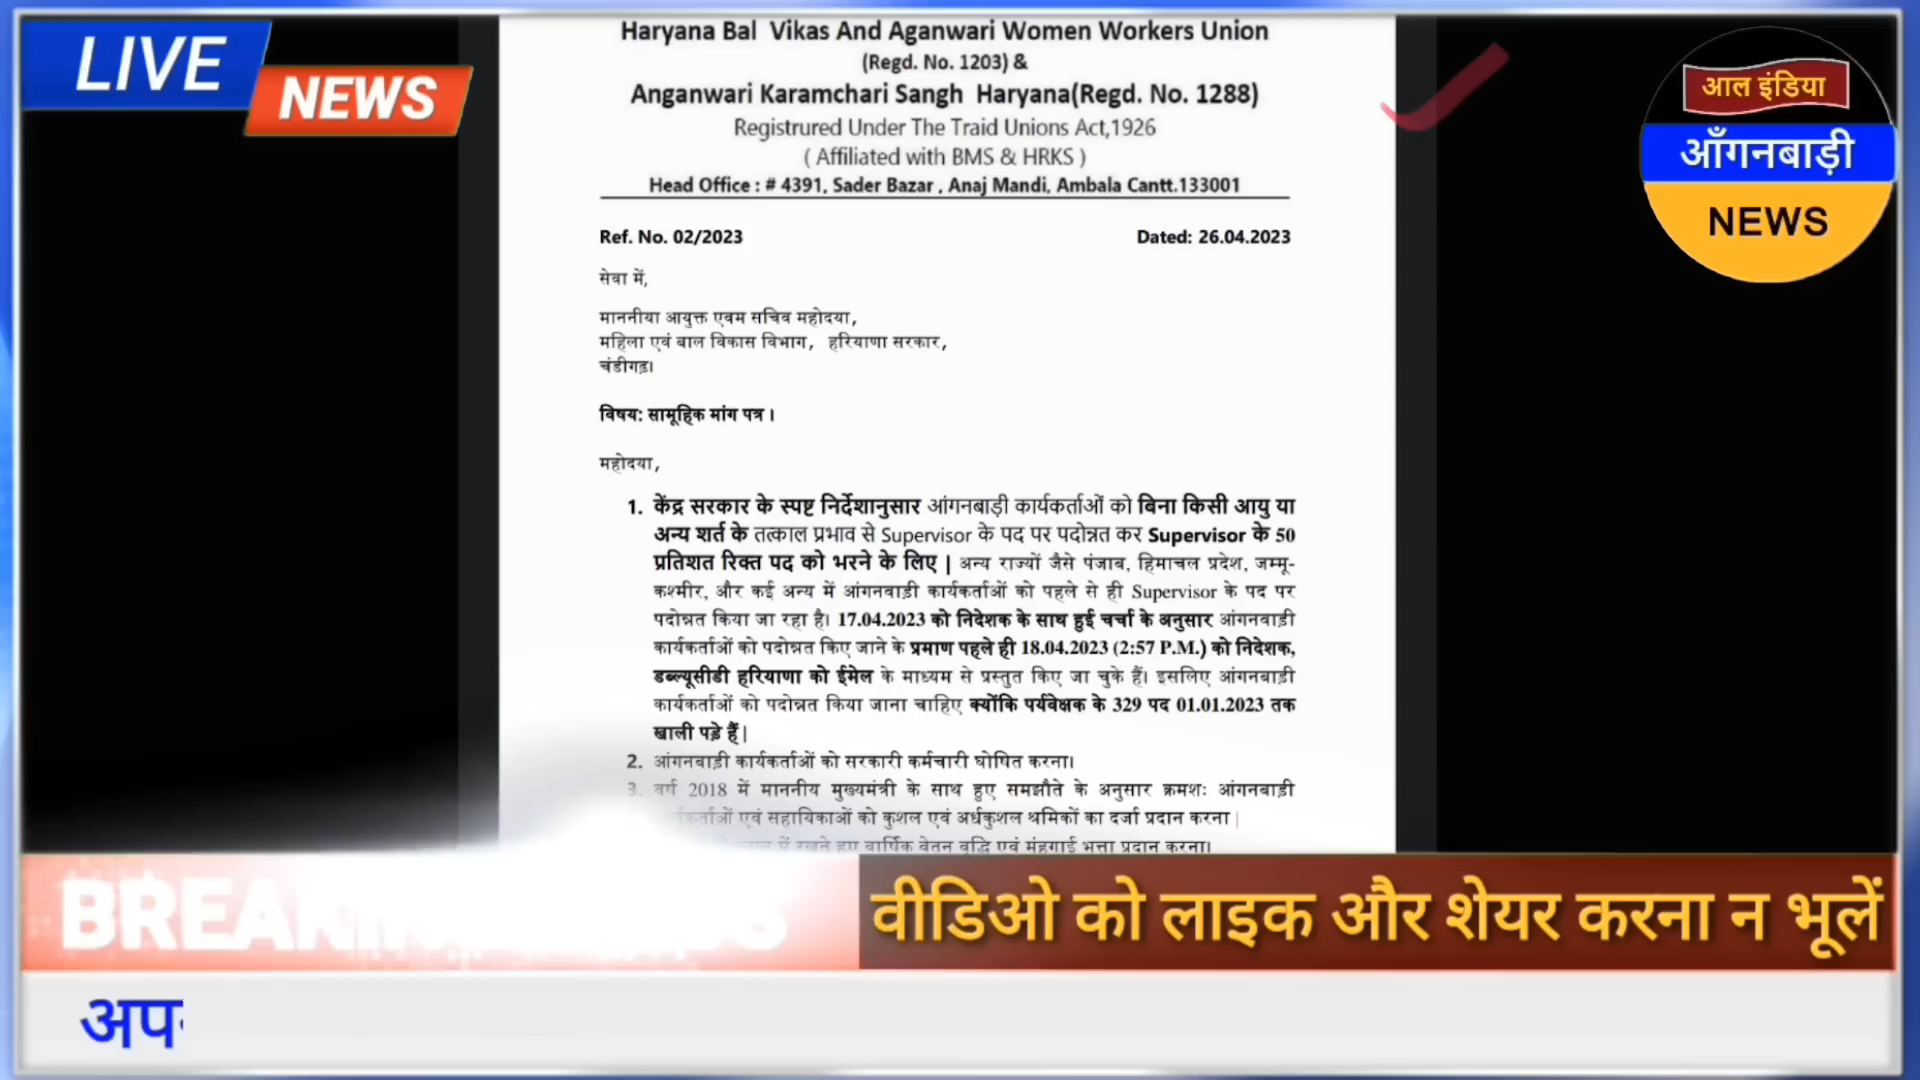 LIVE
NEWS
आल इंडिया
आँगनबाड़ी
NEWS
Haryana Bal Vikas And Aganwari Women Workers Union
(Regd. No. 1203) &
Anganwari Karamchari Sangh Haryana(Regd. No. 1288)
Registrured Under The Traid Unions Act,1926
( Affiliated with BMS & HRKS )
Head Office : # 4391, Sader Bazar , Anaj Mandi, Ambala Cantt.133001
Ref. No. 02/2023 Dated: 26.04.2023
सेवा में,
माननीया आयुक्त एवम सचिव महोदया,
महिला एवं बाल विकास विभाग, हरियाणा सरकार,
चंडीगढ़।
विषय: सामूहिक मांग पत्र ।
महोदया,
1. केंद्र सरकार के स्पष्ट निर्देशानुसार आंगनबाड़ी कार्यकर्ताओं को बिना किसी आयु या
अन्य शर्त के तत्काल प्रभाव से Supervisor के पद पर पदोन्नत कर Supervisor के 50
प्रतिशत रिक्त पद को भरने के लिए | अन्य राज्यों जैसे पंजाब, हिमाचल प्रदेश, जम्मू-
कश्मीर, और कई अन्य में आंगनवाड़ी कार्यकर्ताओं को पहले से ही Supervisor के पद पर
पदोन्नत किया जा रहा है। 17.04.2023 को निदेशक के साथ हुई चर्चा के अनुसार आंगनवाड़ी
कार्यकर्ताओं को पदोन्नत किए जाने के प्रमाण पहले ही 18.04.2023 (2:57 P.M.) को निदेशक,
डब्ल्यूसीडी हरियाणा को ईमेल के माध्यम से प्रस्तुत किए जा चुके हैं। इसलिए आंगनबाड़ी
कार्यकर्ताओं को पदोन्नत किया जाना चाहिए क्योंकि पर्यवेक्षक के 329 पद 01.01.2023 तक
खाली पड़े हैं|
2. आंगनबाड़ी कार्यकर्ताओं को सरकारी कर्मचारी घोषित करना।
3. वर्ष 2018 में माननीय मुख्यमंत्री के साथ हुए समझौते के अनुसार क्रमशः आंगनबाड़ी
एवं सहायिकाओं को कुशल एवं अर्धकुशल श्रमिकों का दर्जा प्रदान करना |
में रखते हुए वार्षिक वेतन वृद्धि एवं मंहगाई भत्ता प्रदान करना।
वीडिओ को लाइक और शेयर करना न भूलें